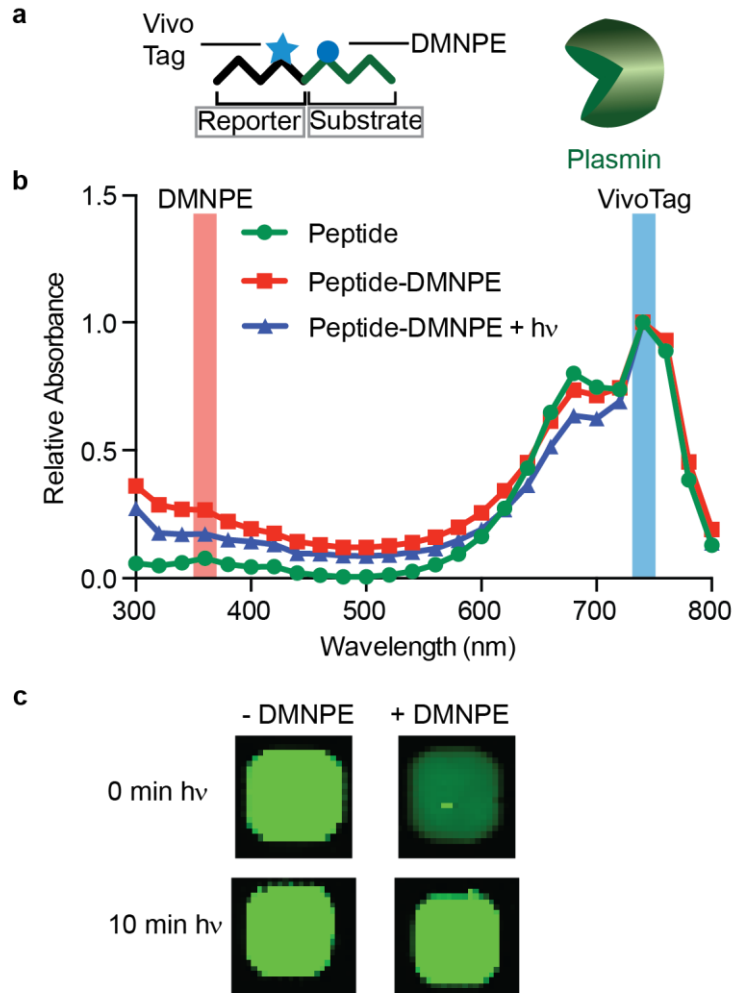 a
Vivo
Tag
DMNPE
Reporter
Substrate
Plasmin
b
DMNPE
VivoTag
Peptide
Peptide-DMNPE
Peptide-DMNPE + hν
Relative Absorbance
1.5
1.0
0.5
0.0
300 400 500 600 700 800
Wavelength (nm)
c
- DMNPE + DMNPE
0 min hν
10 min hν